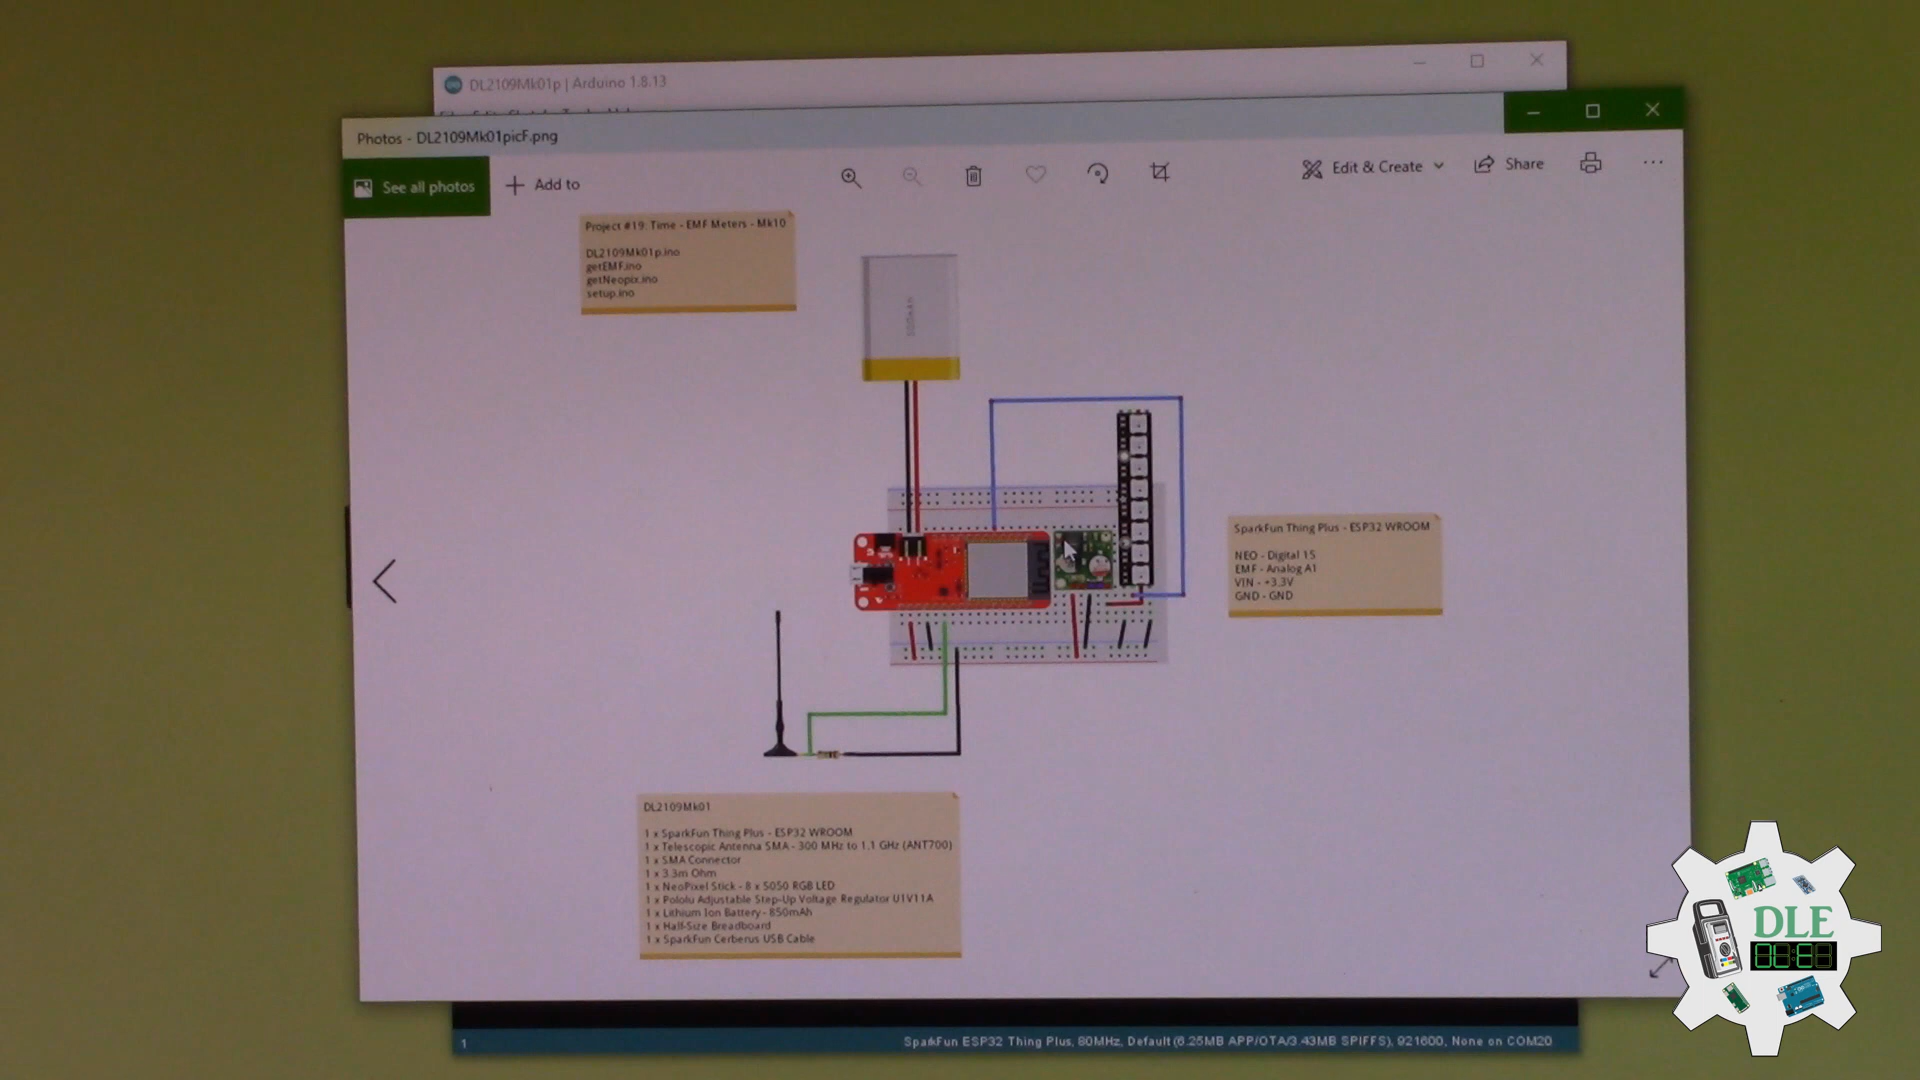 DL2109Mk01p | Arduino 1.8.13
Photos - DL2109Mk01picF.png
See all photos
Add to
Edit & Create
Share
Project #19: Time - EMF Meters - Mk10
DL2109Mk01p.ino
getEMF.ino
getNeopix.ino
setup.ino
SparkFun Thing Plus - ESP32 WROOM
NEO - Digital 15
EMF - Analog A1
VIN - +3.3V
GND - GND
DL2109Mk01
1 x SparkFun Thing Plus - ESP32 WROOM
1 x Telescopic Antenna SMA - 300 MHz to 1.1 GHz (ANT700)
1 x SMA Connector
1 x 3.3m Ohm
1 x NeoPixel Stick - 8 x 5050 RGB LED
1 x Pololu Adjustable Step-Up Voltage Regulator U1V11A
1 x Lithium Ion Battery - 850mAh
1 x Half-Size Breadboard
1 x SparkFun Cerberus USB Cable
DLE
1
SparkFun ESP32 Thing Plus, 80MHz, Default (6.25MB APP/OTA/3.43MB SPIFFS), 921600, None on COM20